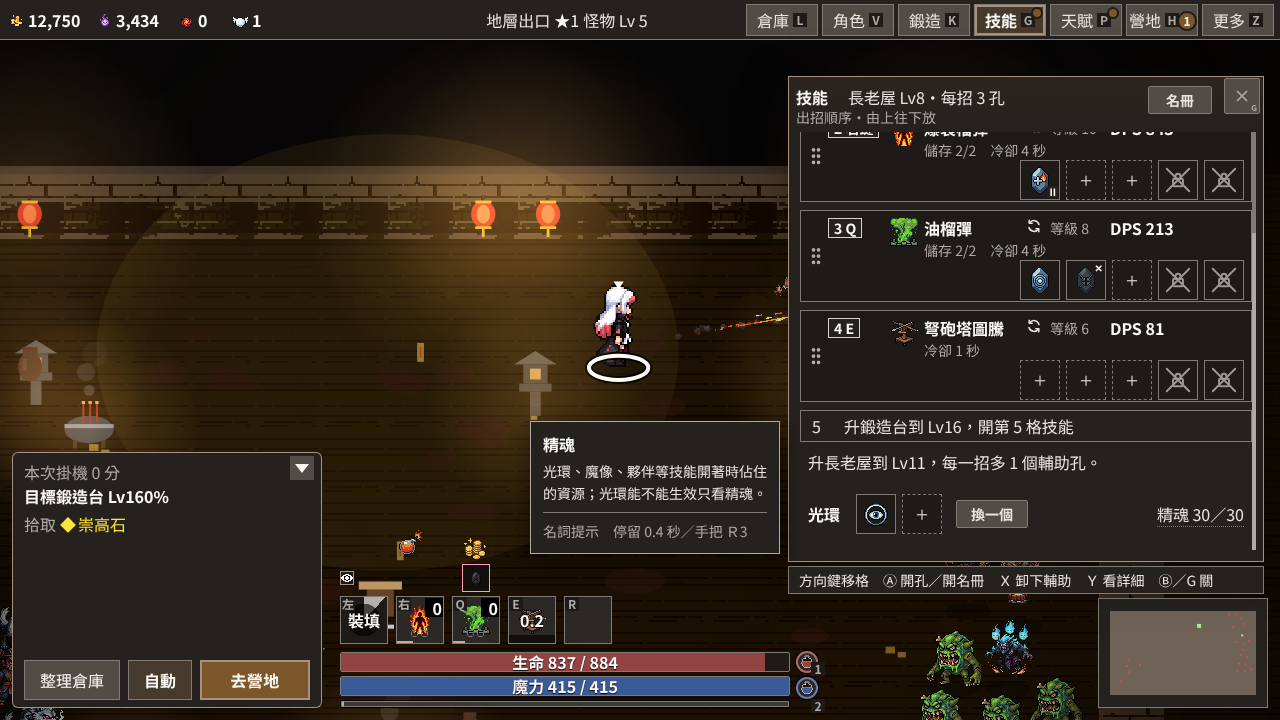 12,750
3,434
0
1
地層出口 ★1 怪物 Lv 5
倉庫 L
角色 V
鍛造 K
技能 G
天賦 P
營地 H 1
更多 Z
技能 長老屋 Lv8・每招 3 孔
出招順序・由上往下放
名冊
G
儲存 2/2 冷卻 4 秒
II
3 Q 油榴彈 等級 8 DPS 213
儲存 2/2 冷卻 4 秒
4 E 弩砲塔圖騰 等級 6 DPS 81
冷卻 1 秒
5 升鍛造台到 Lv16，開第 5 格技能
升長老屋到 Lv11，每一招多 1 個輔助孔。
光環 換一個 精魂 30／30
方向鍵移格 Ⓐ 開孔／開名冊 X 卸下輔助 Y 看詳細 Ⓑ／G 關
精魂
光環、魔像、夥伴等技能開著時佔住
的資源；光環能不能生效只看精魂。
名詞提示 停留 0.4 秒／手把 R3
本次掛機 0 分
目標鍛造台 Lv160%
拾取 崇高石
整理倉庫
自動
去營地
左 裝填
右 0
Q 0
E 0.2
R
生命 837 / 884
1
魔力 415 / 415
2